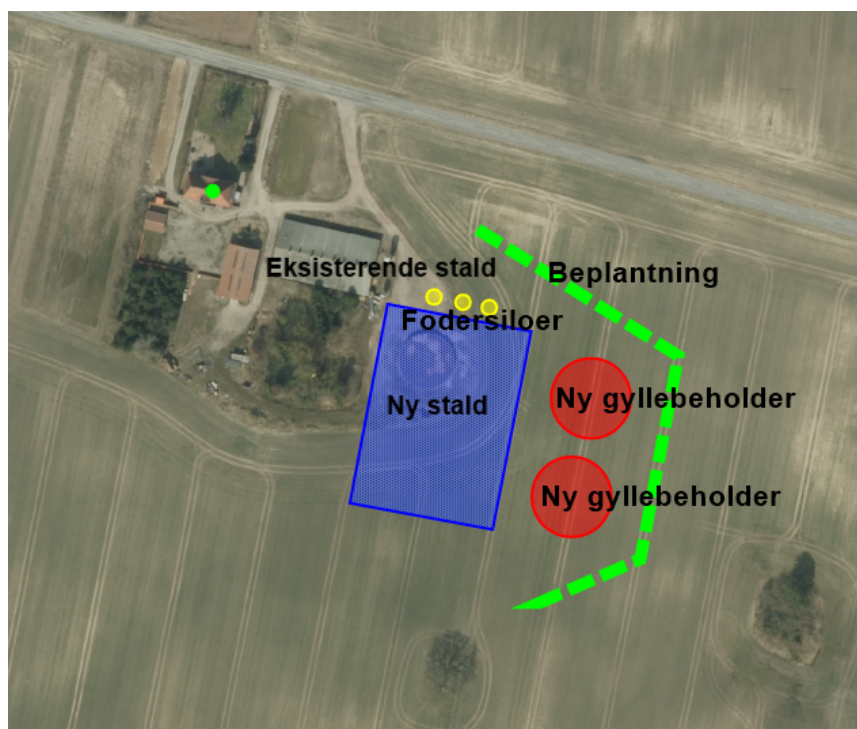 Eksisterende stald
Beplantning
Fodersiloer
Ny stald
Ny gyllebeholder
Ny gyllebeholder